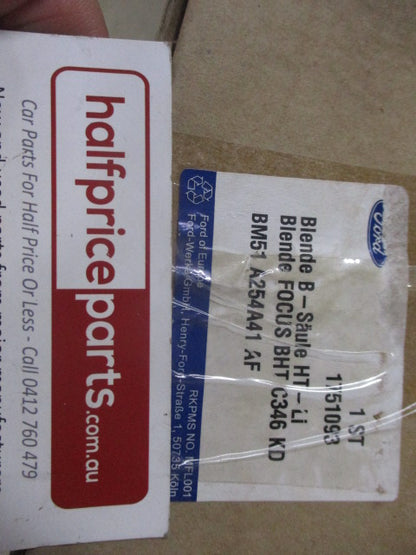 halfpriceparts.com.au
Car Parts For Half Price Or Less - Call 0412 760 479
Ford
1 ST
1751093
Blende B-Säule HT-Li
Blende FOCUS BHT C346 KD
BM51 A254A41 AF
RKPMS NO. MFL001
Ford of Europe
Ford-Werke GmbH, Henry-Ford-Straße 1, 50735 Köln